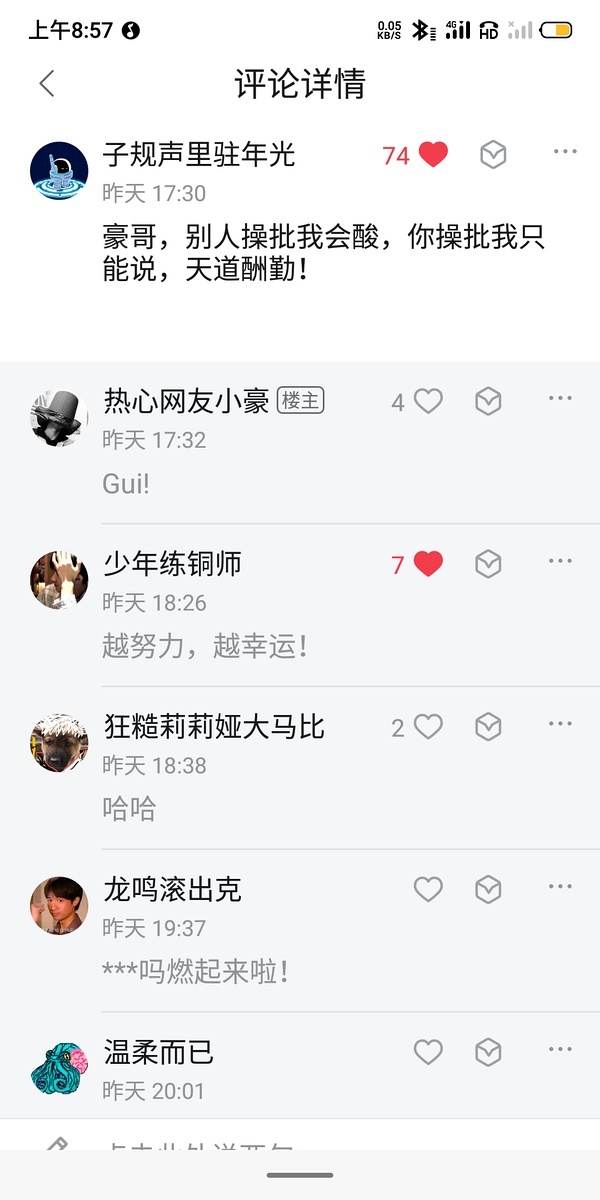 上午8:57
0.05
KB/S
4G
HD
评论详情
子规声里驻年光
74
昨天 17:30
豪哥，别人操批我会酸，你操批我只
能说，天道酬勤！
热心网友小豪 楼主
4
昨天 17:32
Gui!
少年练铜师
7
昨天 18:26
越努力，越幸运！
狂糙莉莉娅大马比
2
昨天 18:38
哈哈
龙鸣滚出克
昨天 19:37
***吗燃起来啦！
温柔而已
昨天 20:01